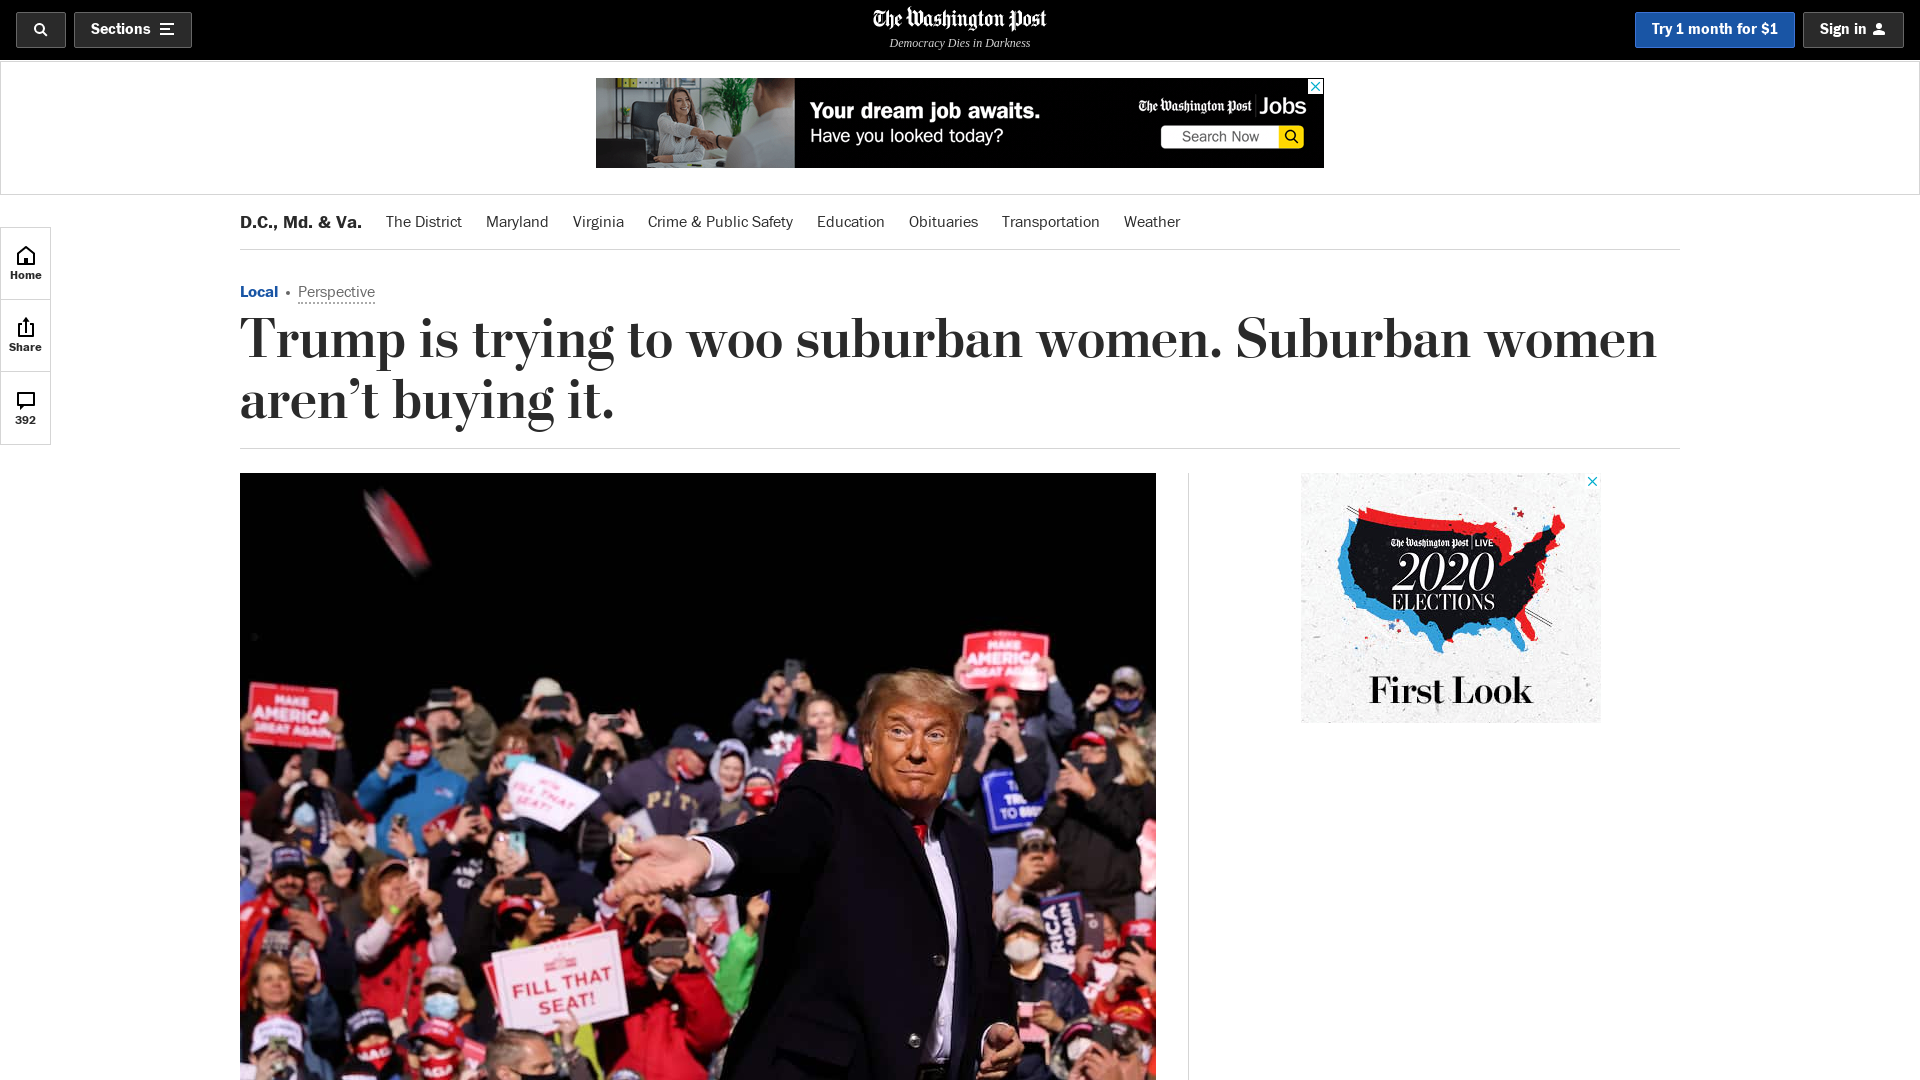 Sections
The Washington Post
Democracy Dies in Darkness
Try 1 month for $1
Sign in
Your dream job awaits.
Have you looked today?
The Washington Post Jobs
Search Now
D.C., Md. & Va.
The District
Maryland
Virginia
Crime & Public Safety
Education
Obituaries
Transportation
Weather
Home
Share
392
Local • Perspective
Trump is trying to woo suburban women. Suburban women
aren’t buying it.
MAKE
AMERICA
GREAT AGAIN
MAKE
AMERICA
GREAT AGAIN
FILL THAT
SEAT!
PITT
FILL THAT
SEAT!
AGAIN
MAGA
The Washington Post LIVE
2020
ELECTIONS
First Look